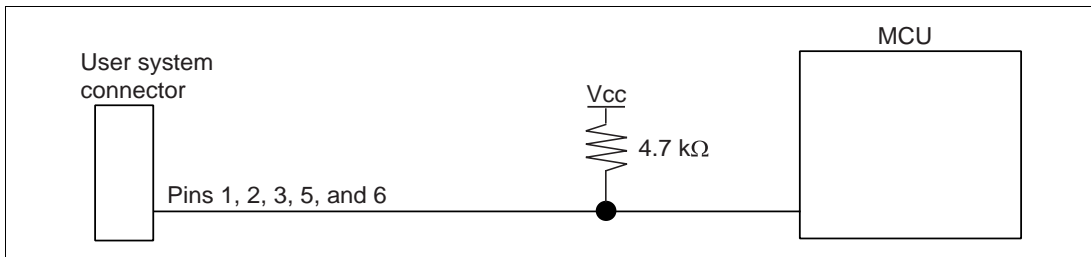 MCU
User system
connector
Vcc
4.7 kΩ
Pins 1, 2, 3, 5, and 6